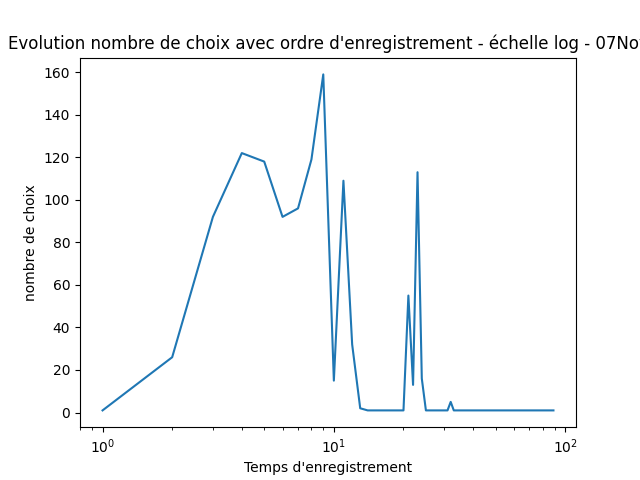 Evolution nombre de choix avec ordre d'enregistrement - échelle log - 07No
160
140
120
100
80
60
40
20
0
nombre de choix
10⁰ 10¹ 10²
Temps d'enregistrement